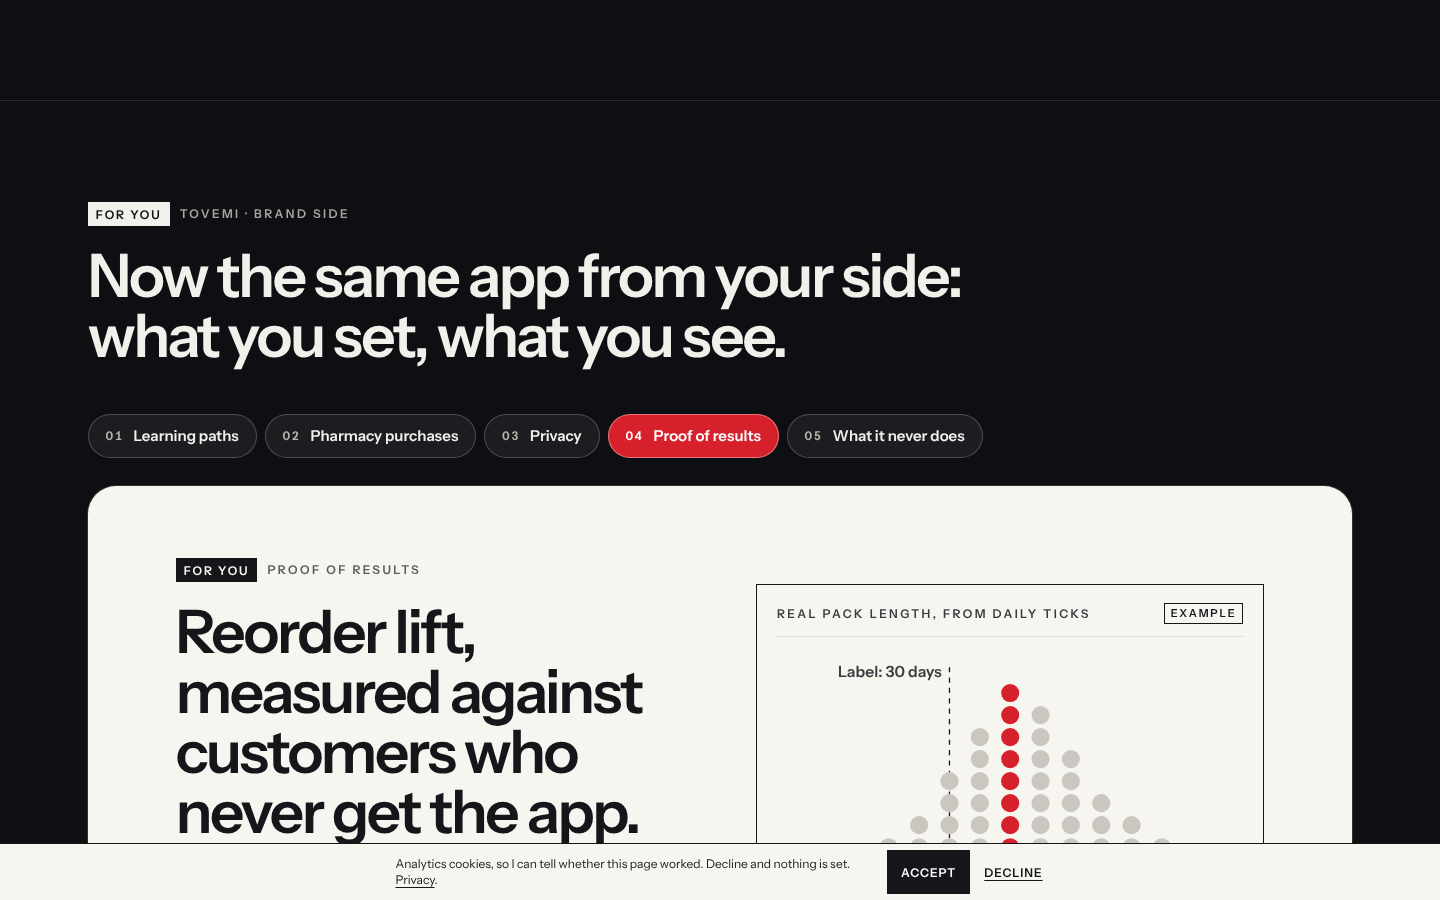 FOR YOU TOVEMI · BRAND SIDE
Now the same app from your side:
what you set, what you see.
01 Learning paths
02 Pharmacy purchases
03 Privacy
04 Proof of results
05 What it never does
FOR YOU PROOF OF RESULTS
Reorder lift,
measured against
customers who
never get the app.
REAL PACK LENGTH, FROM DAILY TICKS
EXAMPLE
Label: 30 days
Analytics cookies, so I can tell whether this page worked. Decline and nothing is set.
Privacy.
ACCEPT
DECLINE